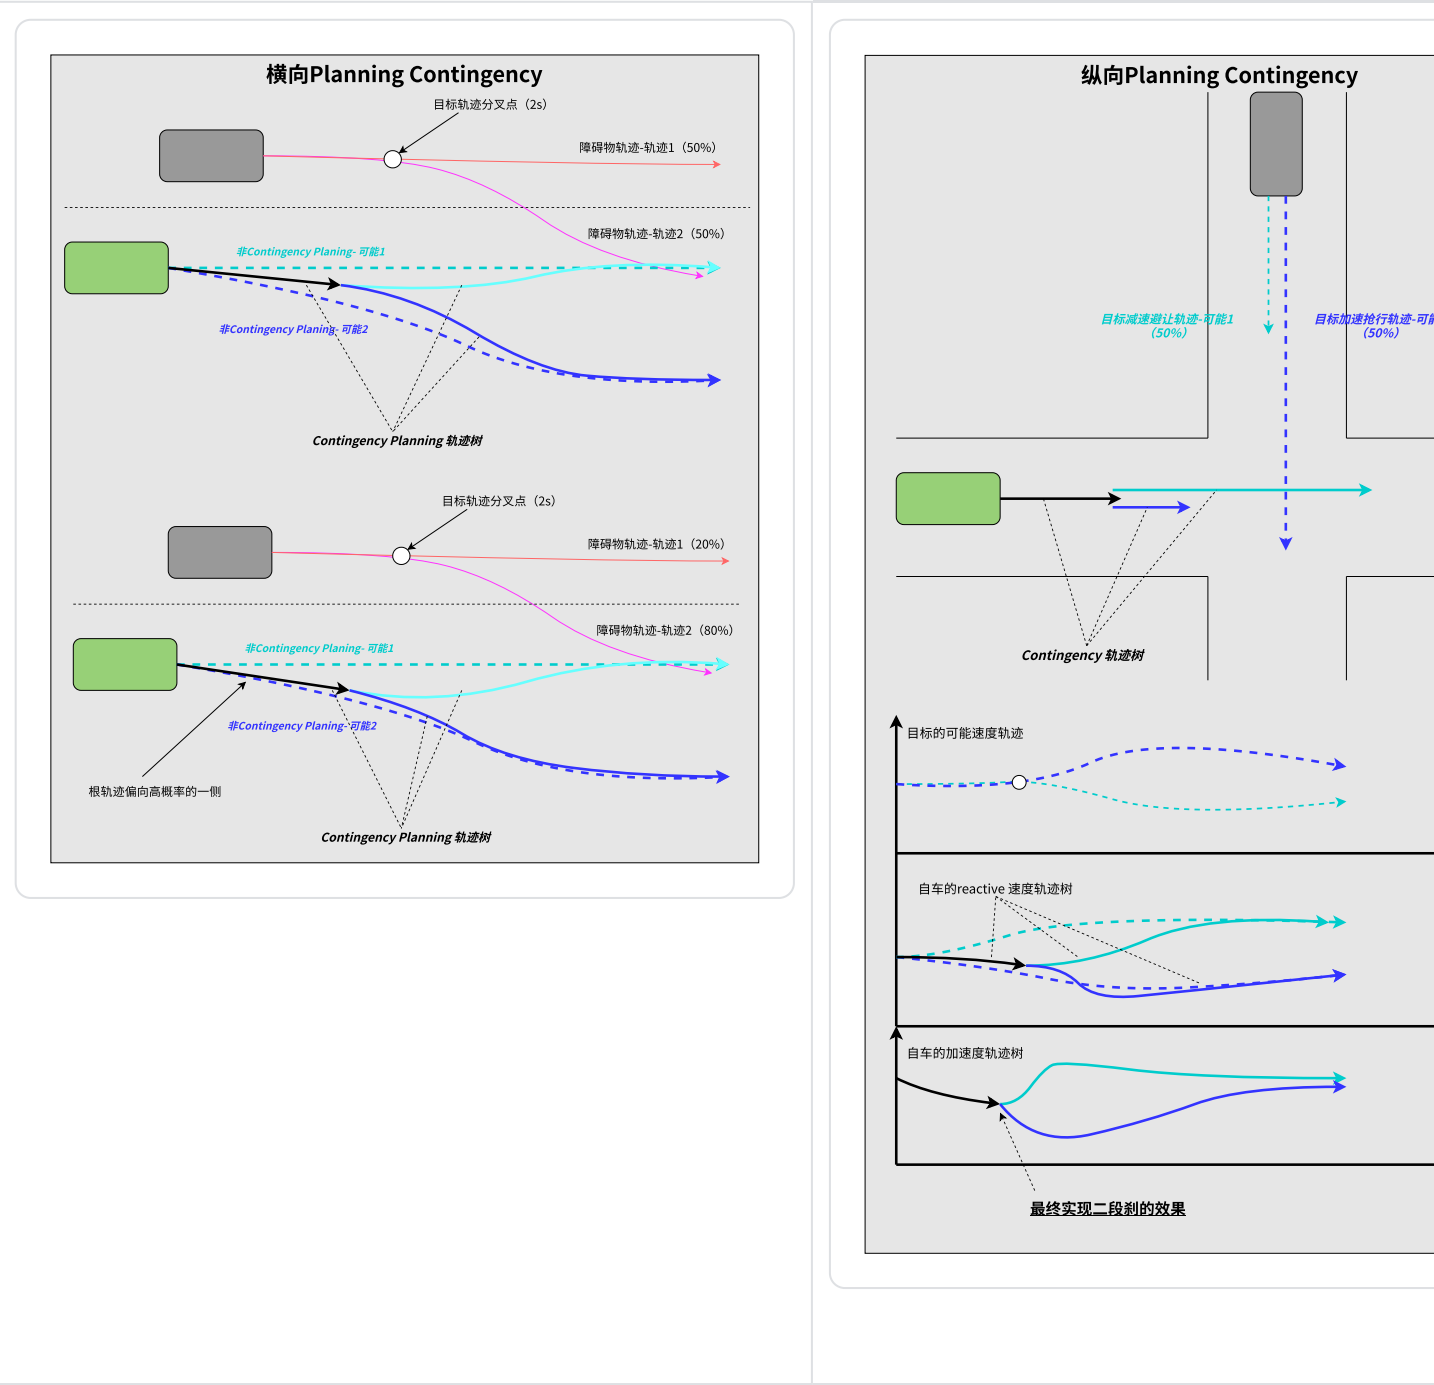 横向Planning Contingency
目标轨迹分叉点（2s）
障碍物轨迹-轨迹1（50%）
障碍物轨迹-轨迹2（50%）
非Contingency Planing- 可能1
非Contingency Planing- 可能2
Contingency Planning 轨迹树
目标轨迹分叉点（2s）
障碍物轨迹-轨迹1（20%）
障碍物轨迹-轨迹2（80%）
非Contingency Planing- 可能1
非Contingency Planing- 可能2
根轨迹偏向高概率的一侧
Contingency Planning 轨迹树
纵向Planning Contingency
目标减速避让轨迹-可能1
（50%）
目标加速抢行轨迹-可
（50%）
Contingency 轨迹树
目标的可能速度轨迹
自车的reactive 速度轨迹树
自车的加速度轨迹树
最终实现二段刹的效果